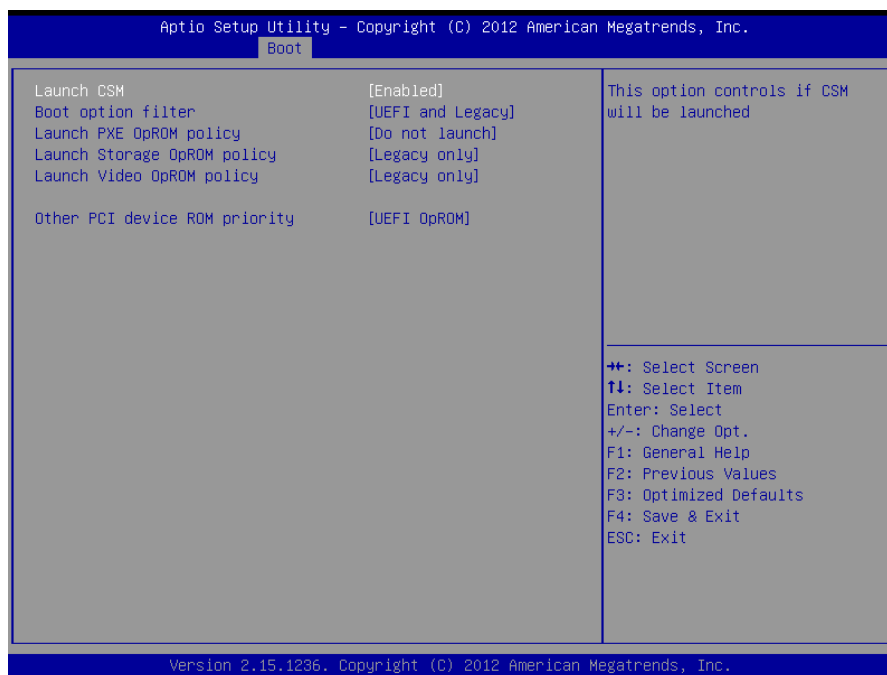 Aptio Setup Utility – Copyright (C) 2012 American Megatrends, Inc.
Boot
Launch CSM [Enabled]
Boot option filter [UEFI and Legacy]
Launch PXE OpROM policy [Do not launch]
Launch Storage OpROM policy [Legacy only]
Launch Video OpROM policy [Legacy only]
Other PCI device ROM priority [UEFI OpROM]
This option controls if CSM
will be launched
→←: Select Screen
↑↓: Select Item
Enter: Select
+/-: Change Opt.
F1: General Help
F2: Previous Values
F3: Optimized Defaults
F4: Save & Exit
ESC: Exit
Version 2.15.1236. Copyright (C) 2012 American Megatrends, Inc.